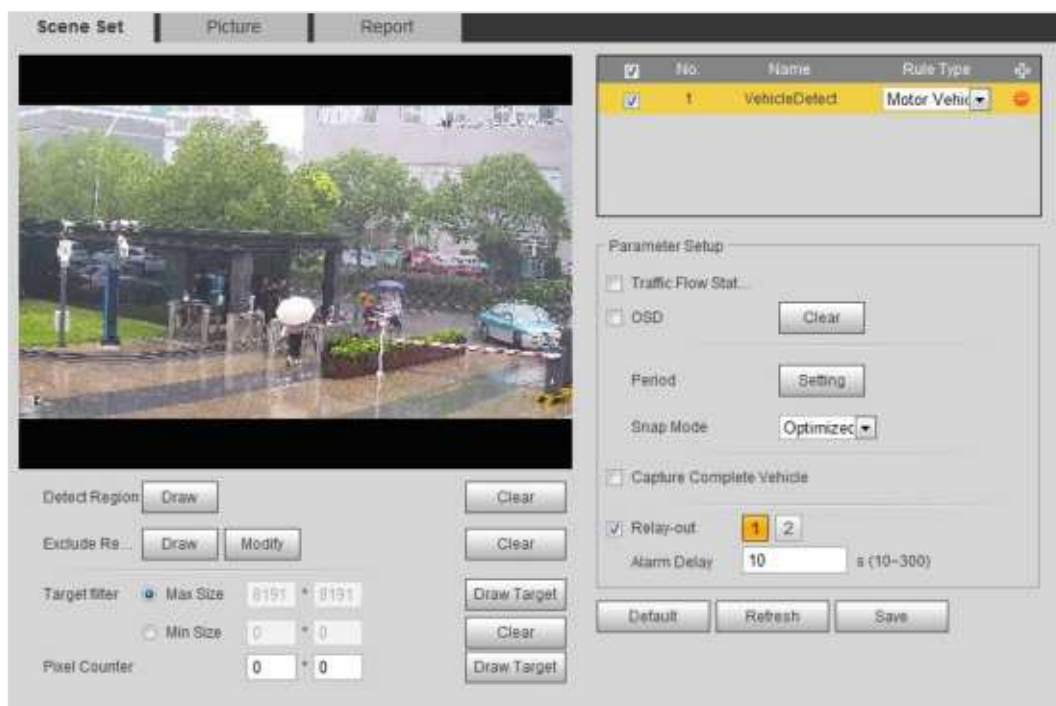 Scene Set
Picture
Report
No.
Name
Rule Type
1
VehicleDetect
Motor Vehic
Parameter Setup
Traffic Flow Stat...
OSD
Clear
Period
Setting
Snap Mode
Optimizec
Capture Complete Vehicle
Relay-out
1
2
Alarm Delay
10
s (10~300)
Default
Refresh
Save
Detect Region
Draw
Clear
Exclude Re...
Draw
Modify
Clear
Target filter
Max Size
8191 * 8191
Draw Target
Min Size
0 * 0
Clear
Pixel Counter
0 * 0
Draw Target